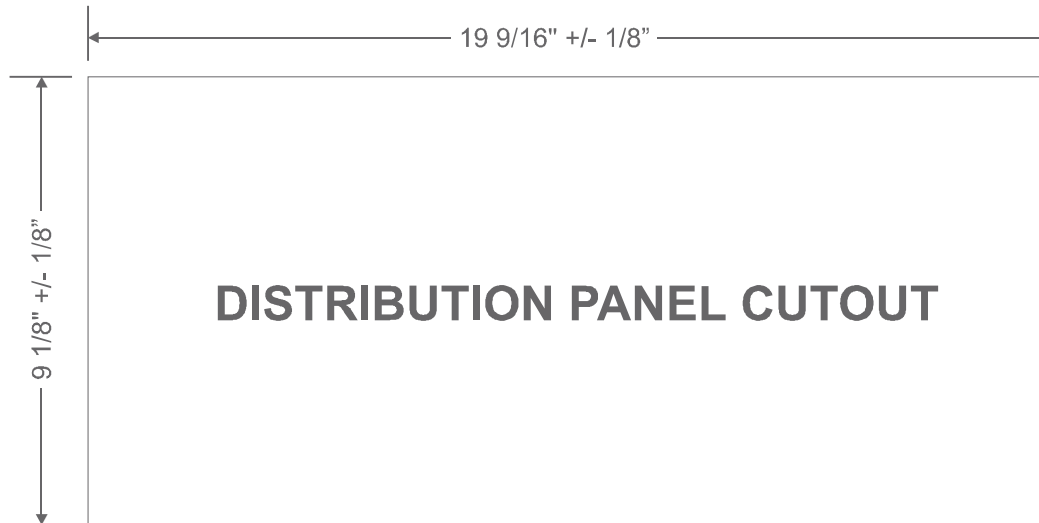 19 9/16" +/- 1/8”
9 1/8" +/- 1/8”
DISTRIBUTION PANEL CUTOUT